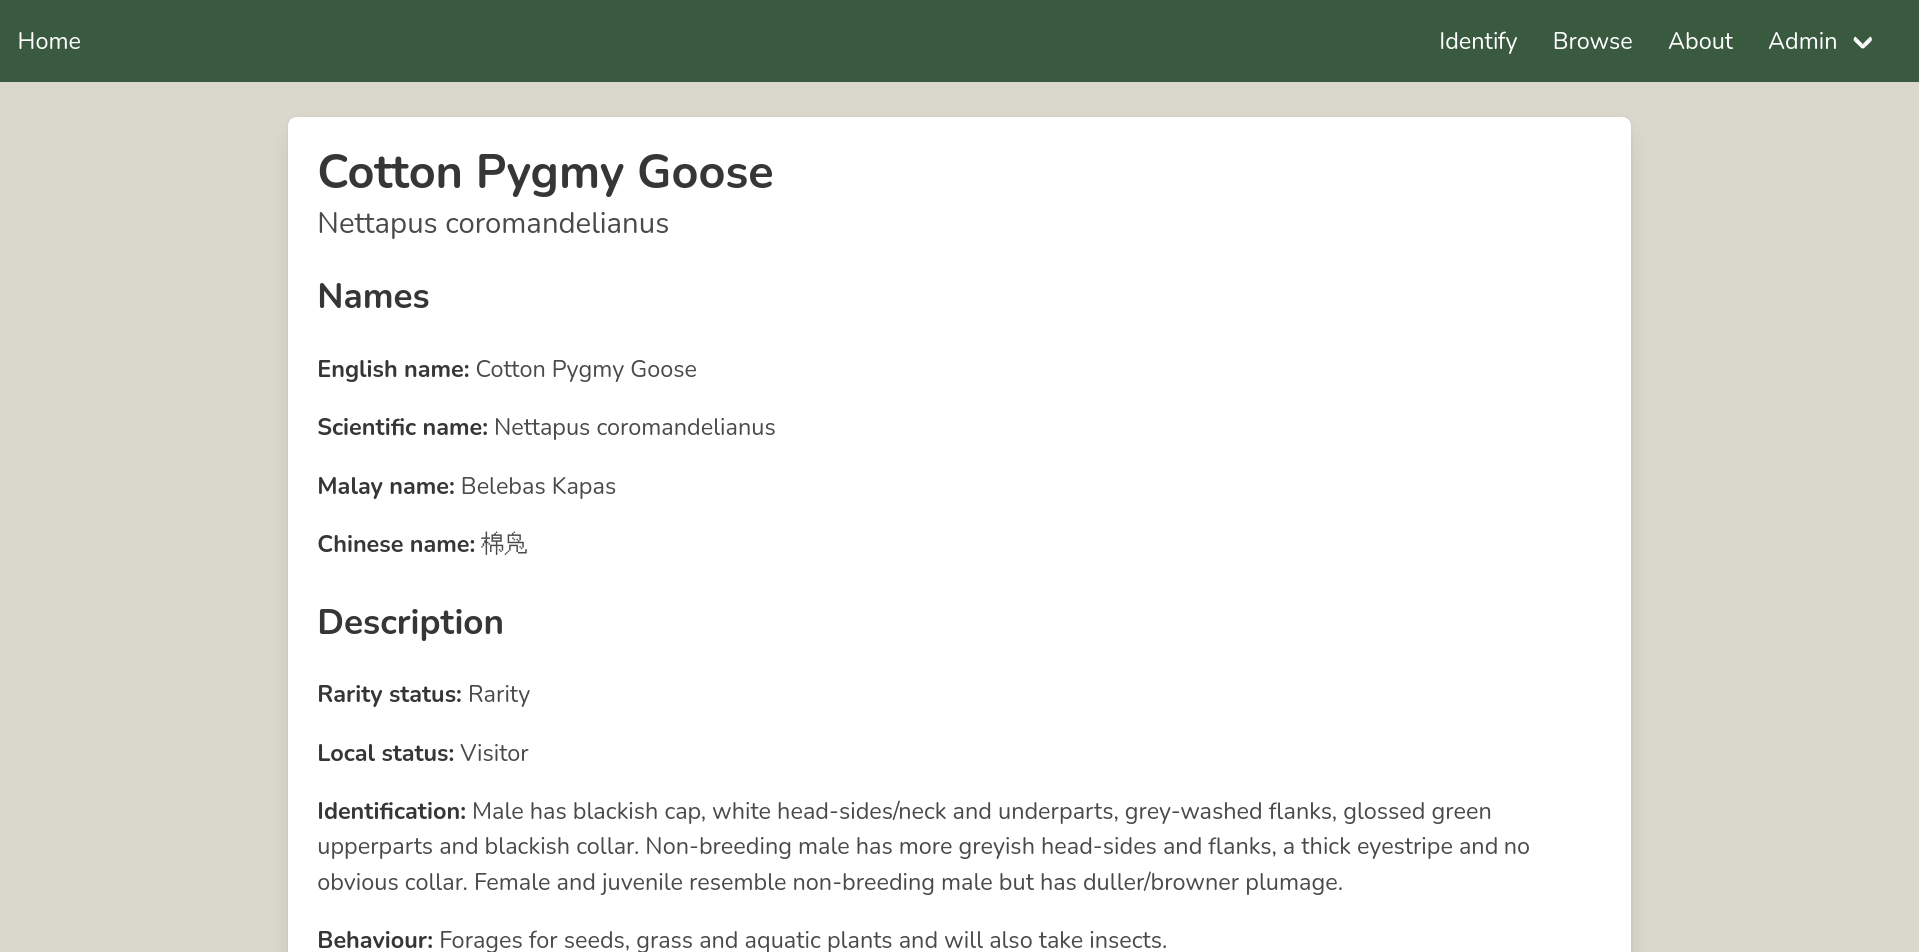 Home
Identify
Browse
About
Admin
Cotton Pygmy Goose
Nettapus coromandelianus
Names
English name: Cotton Pygmy Goose
Scientific name: Nettapus coromandelianus
Malay name: Belebas Kapas
Chinese name: 棉凫
Description
Rarity status: Rarity
Local status: Visitor
Identification: Male has blackish cap, white head-sides/neck and underparts, grey-washed flanks, glossed green
upperparts and blackish collar. Non-breeding male has more greyish head-sides and flanks, a thick eyestripe and no
obvious collar. Female and juvenile resemble non-breeding male but has duller/browner plumage.
Behaviour: Forages for seeds, grass and aquatic plants and will also take insects.